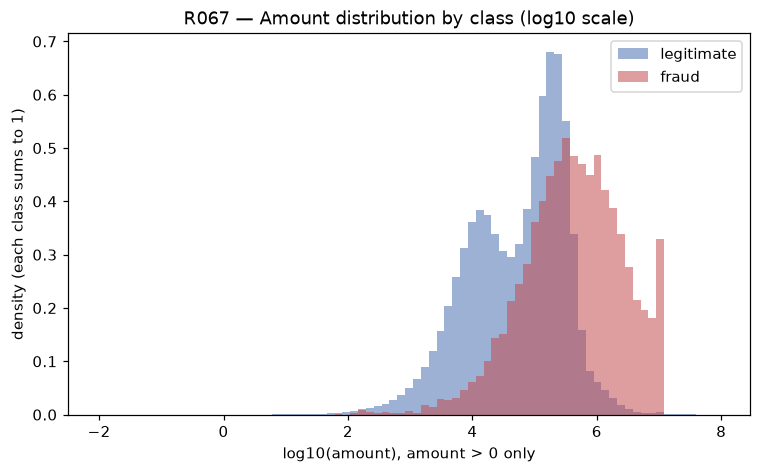 R067 — Amount distribution by class (log10 scale)
legitimate
fraud
density (each class sums to 1)
0.7
0.6
0.5
0.4
0.3
0.2
0.1
0.0
−2 0 2 4 6 8
log10(amount), amount > 0 only